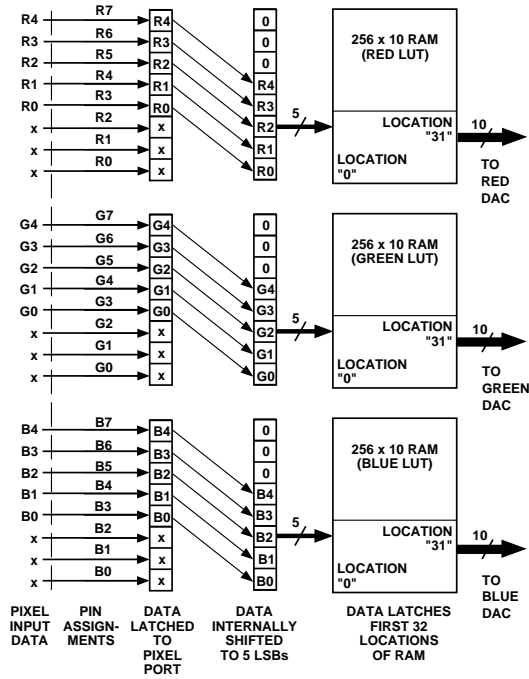 R4 R7 R4 0
R3 R6 R3 0
R2 R5 R2 0
R1 R4 R1 R4
R0 R3 R0 R3
x R2 x R2
x R1 x R1
x R0 x R0
5
256 x 10 RAM
(RED LUT)
LOCATION
"31"
LOCATION
"0"
10
TO
RED
DAC
G4 G7 G4 0
G3 G6 G3 0
G2 G5 G2 0
G1 G4 G1 G4
G0 G3 G0 G3
x G2 x G2
x G1 x G1
x G0 x G0
5
256 x 10 RAM
(GREEN LUT)
LOCATION
"31"
LOCATION
"0"
10
TO
GREEN
DAC
B4 B7 B4 0
B3 B6 B3 0
B2 B5 B2 0
B1 B4 B1 B4
B0 B3 B0 B3
x B2 x B2
x B1 x B1
x B0 x B0
5
256 x 10 RAM
(BLUE LUT)
LOCATION
"31"
LOCATION
"0"
10
TO
BLUE
DAC
PIXEL
INPUT
DATA
PIN
ASSIGN-
MENTS
DATA
LATCHED
TO
PIXEL
PORT
DATA
INTERNALLY
SHIFTED
TO 5 LSBs
DATA LATCHES
FIRST 32
LOCATIONS
OF RAM